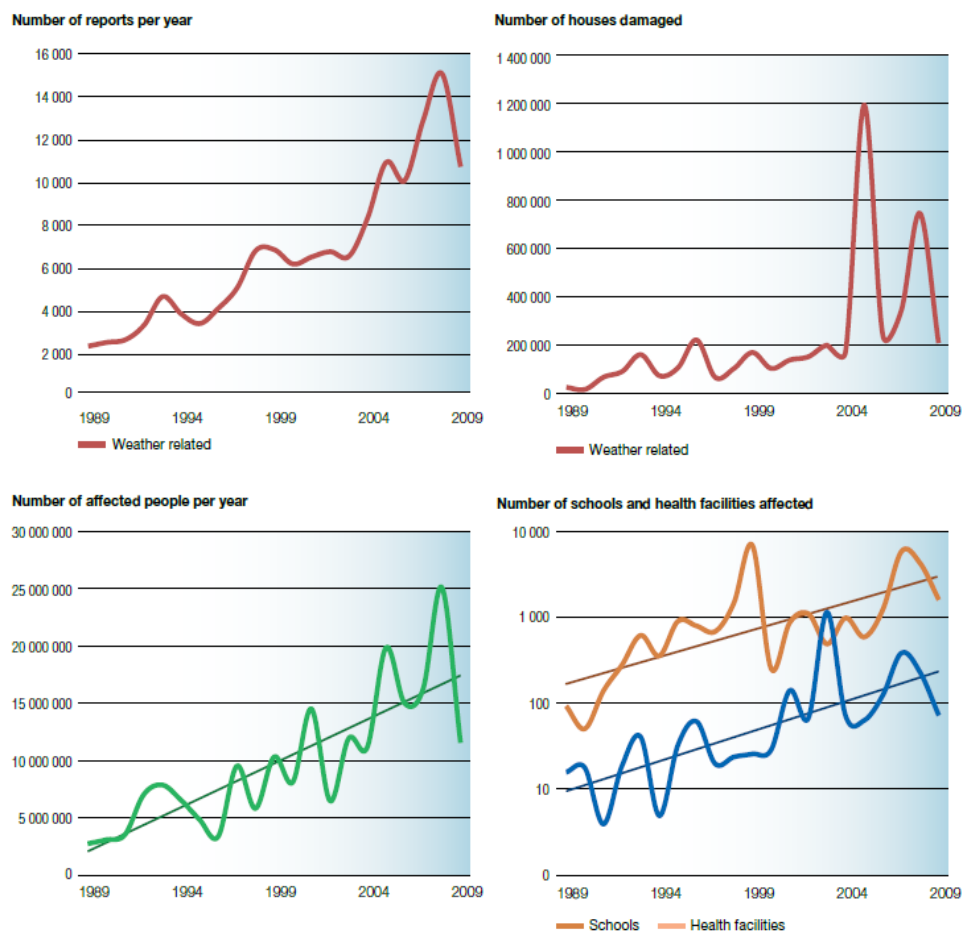 Number of reports per year
16 000
14 000
12 000
10 000
8 000
6 000
4 000
2 000
0
1989 1994 1999 2004 2009
Weather related
Number of houses damaged
1 400 000
1 200 000
1 000 000
800 000
600 000
400 000
200 000
0
1989 1994 1999 2004 2009
Weather related
Number of affected people per year
30 000 000
25 000 000
20 000 000
15 000 000
10 000 000
5 000 000
0
1989 1994 1999 2004 2009
Number of schools and health facilities affected
10 000
1 000
100
10
0
1989 1994 1999 2004 2009
Schools Health facilities